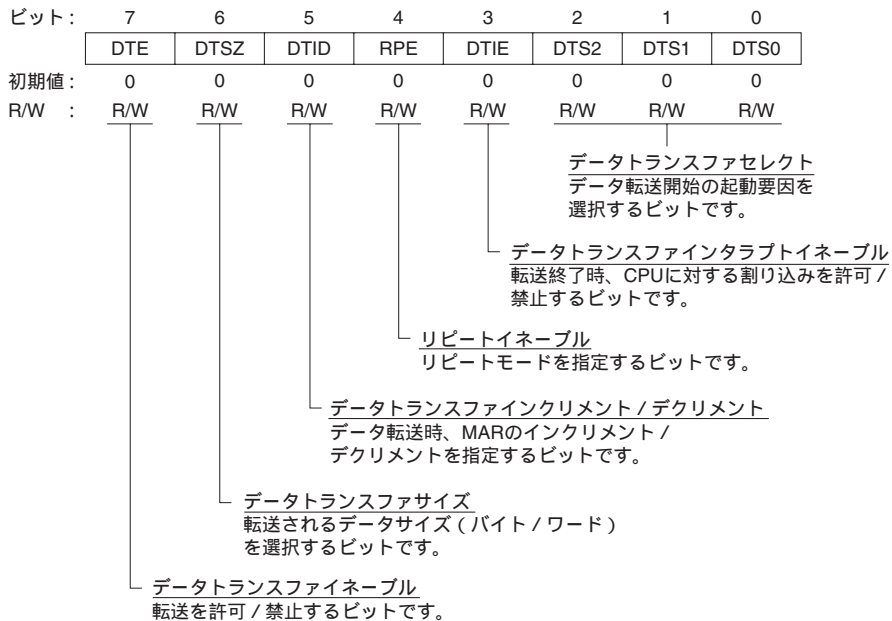 ビット : 7 6 5 4 3 2 1 0
DTE DTSZ DTID RPE DTIE DTS2 DTS1 DTS0
初期値 : 0 0 0 0 0 0 0 0
R/W : R/W R/W R/W R/W R/W R/W R/W R/W
データトランスファセレクト
データ転送開始の起動要因を
選択するビットです。
データトランスファインタラプトイネーブル
転送終了時、CPUに対する割り込みを許可 / 
禁止するビットです。
リピートイネーブル
リピートモードを指定するビットです。
データトランスファインクリメント / デクリメント
データ転送時、MARのインクリメント / 
デクリメントを指定するビットです。
データトランスファサイズ
転送されるデータサイズ ( バイト / ワード )
を選択するビットです。
データトランスファイネーブル
転送を許可 / 禁止するビットです。